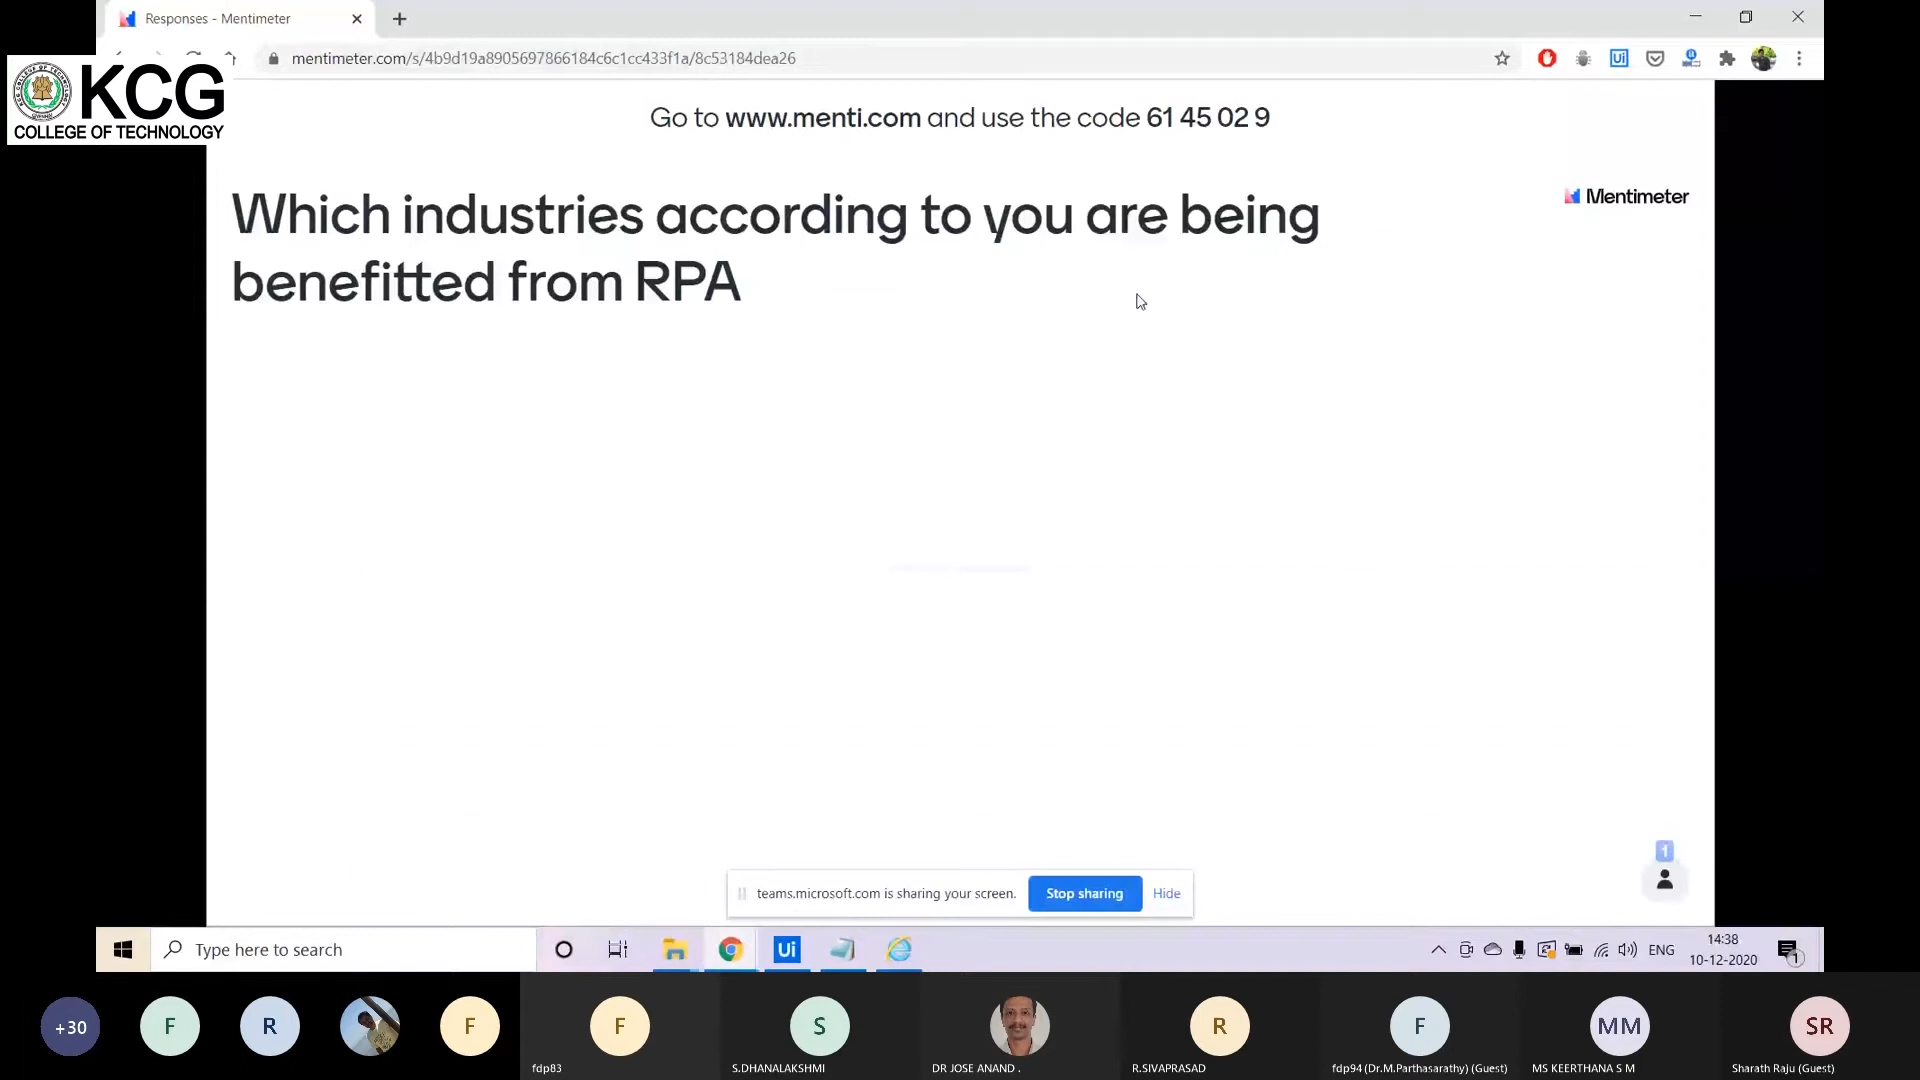 Responses - Mentimeter
mentimeter.com/s/4b9d19a8905697866184c6c1cc433f1a/8c53184dea26
KCG
COLLEGE OF TECHNOLOGY
Go to www.menti.com and use the code 61 45 02 9
Mentimeter
Which industries according to you are being
benefitted from RPA
1
teams.microsoft.com is sharing your screen. Stop sharing Hide
Type here to search
Ui
ENG
14:38
10-12-2020
1
+30 F R F F S R F MM SR
fdp83 S.DHANALAKSHMI DR JOSE ANAND . R.SIVAPRASAD fdp94 (Dr.M.Parthasarathy) (Guest) MS KEERTHANA S M Sharath Raju (Guest)